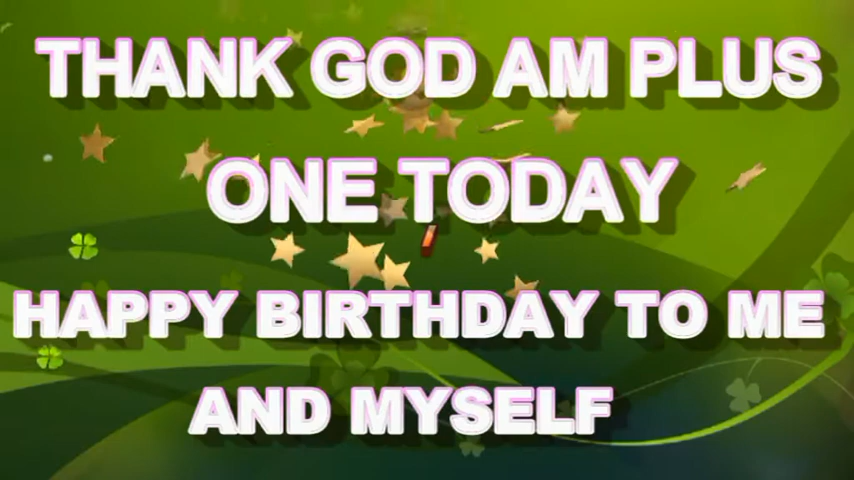 THANK GOD AM PLUS
ONE TODAY
HAPPY BIRTHDAY TO ME
AND MYSELF